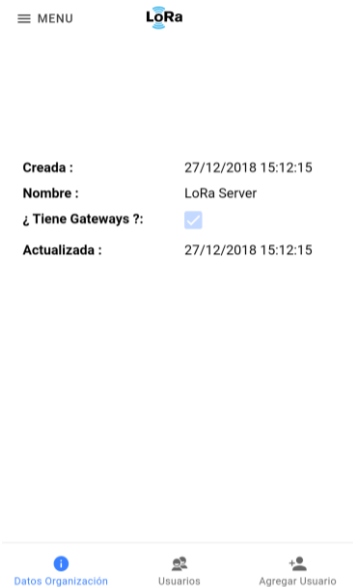 MENU
LoRa
Creada : 27/12/2018 15:12:15
Nombre : LoRa Server
¿ Tiene Gateways ?:
Actualizada : 27/12/2018 15:12:15
Datos Organización
Usuarios
Agregar Usuario